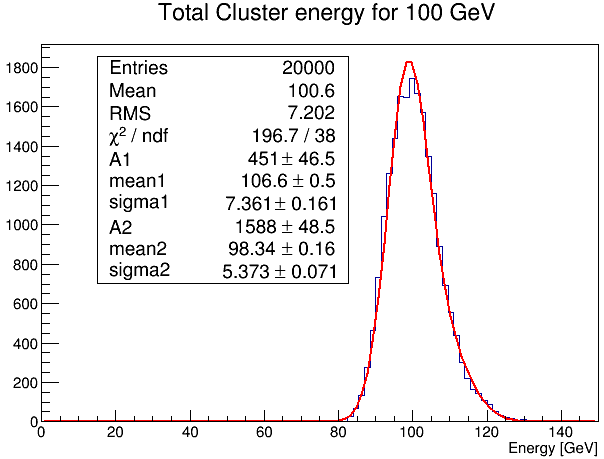 Total Cluster energy for 100 GeV
Entries 20000
Mean 100.6
RMS 7.202
χ² / ndf 196.7 / 38
A1 451 ± 46.5
mean1 106.6 ± 0.5
sigma1 7.361 ± 0.161
A2 1588 ± 48.5
mean2 98.34 ± 0.16
sigma2 5.373 ± 0.071
1800
1600
1400
1200
1000
800
600
400
200
0
0 20 40 60 80 100 120 140
Energy [GeV]